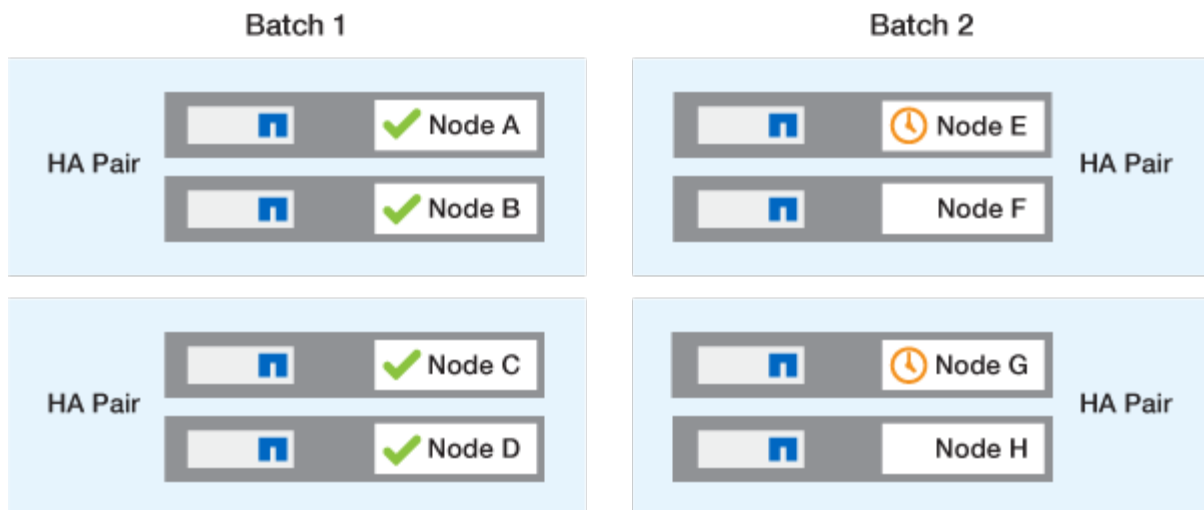 Batch 1
HA Pair
Node A
Node B
HA Pair
Node C
Node D
Batch 2
Node E
Node F
HA Pair
Node G
Node H
HA Pair